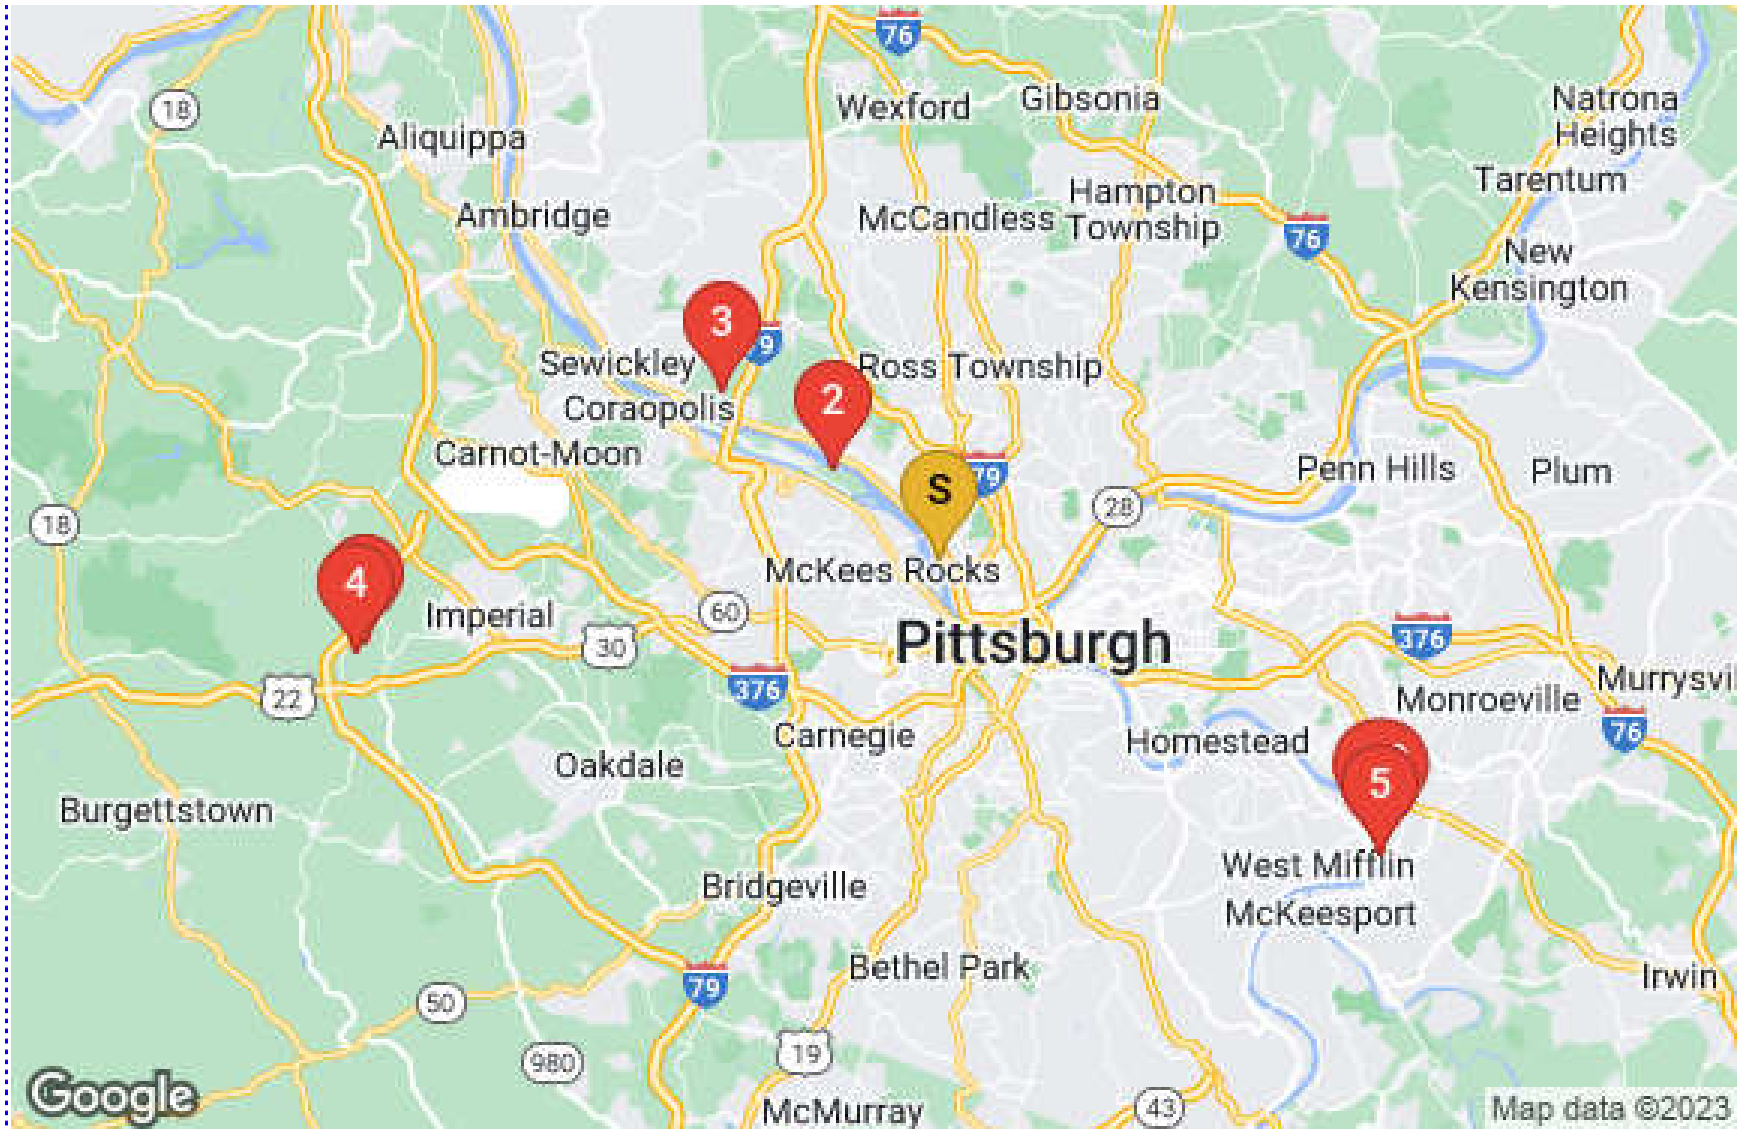 76
Wexford
Gibsonia
Natrona
Heights
18
Aliquippa
Tarentum
Hampton
Township
Ambridge
McCandless
76
New
Kensington
3
9
Sewickley
Ross Township
2
Coraopolis
Carnot-Moon
79
Penn Hills
Plum
S
28
18
McKees Rocks
4
Imperial
60
30
Pittsburgh
376
22
376
Murrysvil
Monroeville
76
Carnegie
Homestead
Oakdale
5
Burgettstown
West Mifflin
Bridgeville
McKeesport
Bethel Park
Irwin
79
50
19
980
Google
McMurray
43
Map data ©2023